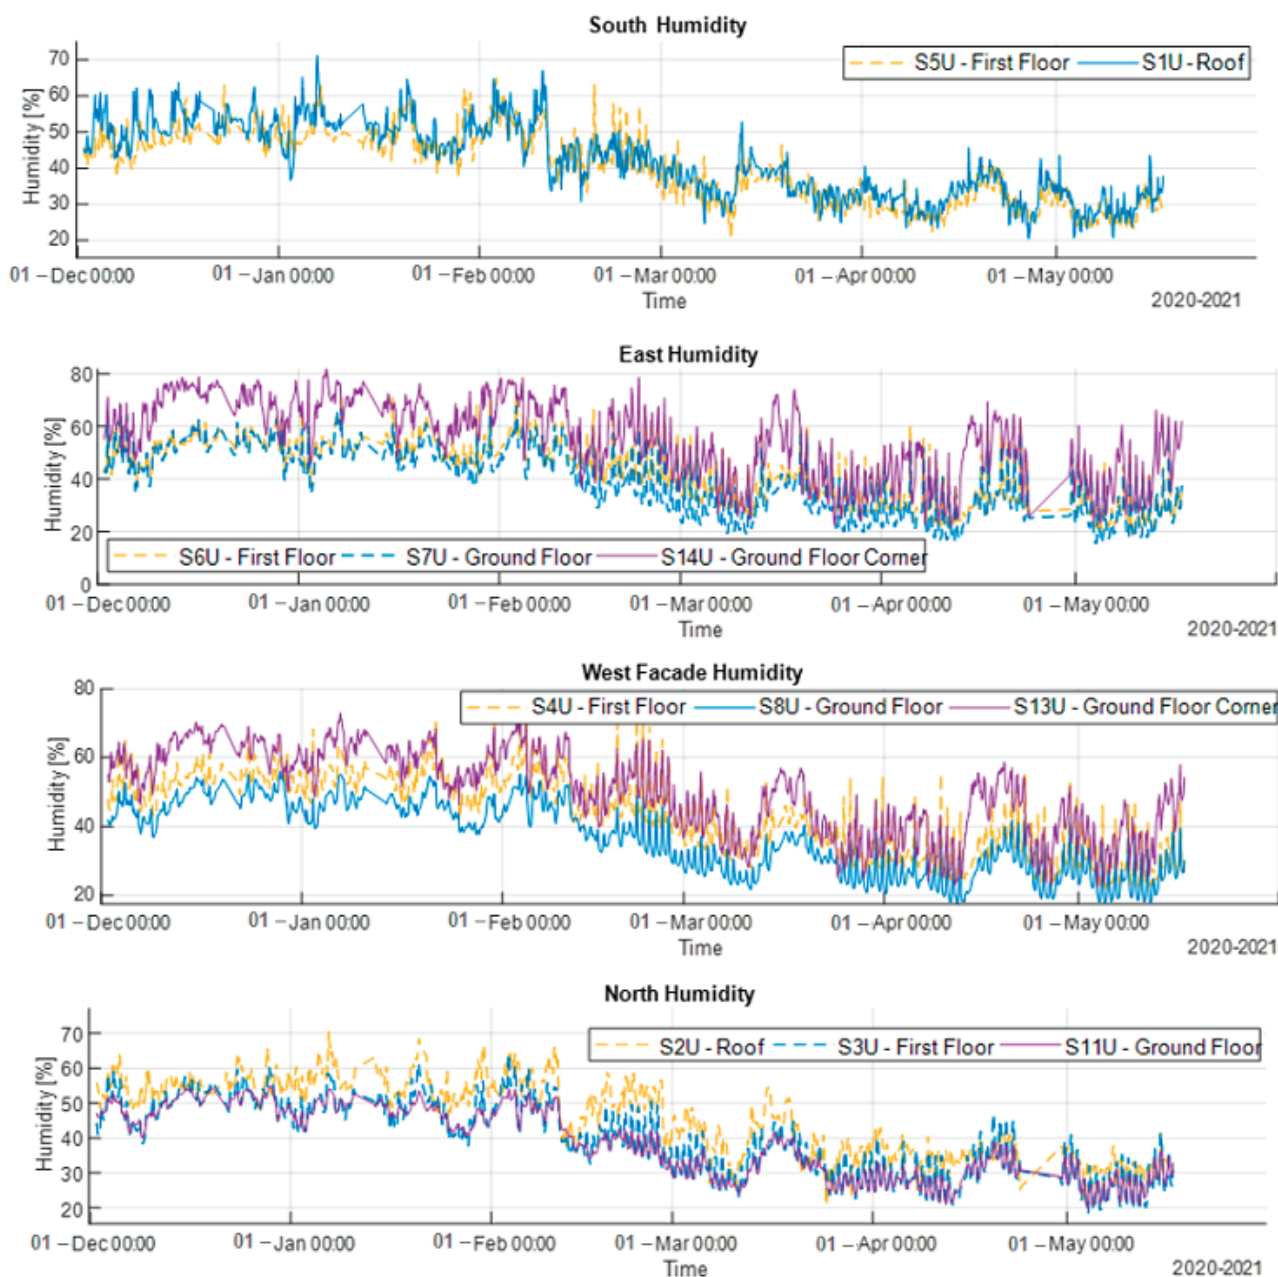 South Humidity
S5U - First Floor S1U - Roof
Humidity [%]
70
60
50
40
30
20
01 – Dec 00:00 01 – Jan 00:00 01 – Feb 00:00 01 – Mar 00:00 01 – Apr 00:00 01 – May 00:00
Time
2020-2021
East Humidity
Humidity [%]
80
60
40
20
0
S6U - First Floor S7U - Ground Floor S14U - Ground Floor Corner
01 – Dec 00:00 01 – Jan 00:00 01 – Feb 00:00 01 – Mar 00:00 01 – Apr 00:00 01 – May 00:00
Time
2020-2021
West Facade Humidity
S4U - First Floor S8U - Ground Floor S13U - Ground Floor Corner
Humidity [%]
80
60
40
20
01 – Dec 00:00 01 – Jan 00:00 01 – Feb 00:00 01 – Mar 00:00 01 – Apr 00:00 01 – May 00:00
Time
2020-2021
North Humidity
S2U - Roof S3U - First Floor S11U - Ground Floor
Humidity [%]
70
60
50
40
30
20
01 – Dec 00:00 01 – Jan 00:00 01 – Feb 00:00 01 – Mar 00:00 01 – Apr 00:00 01 – May 00:00
Time
2020-2021